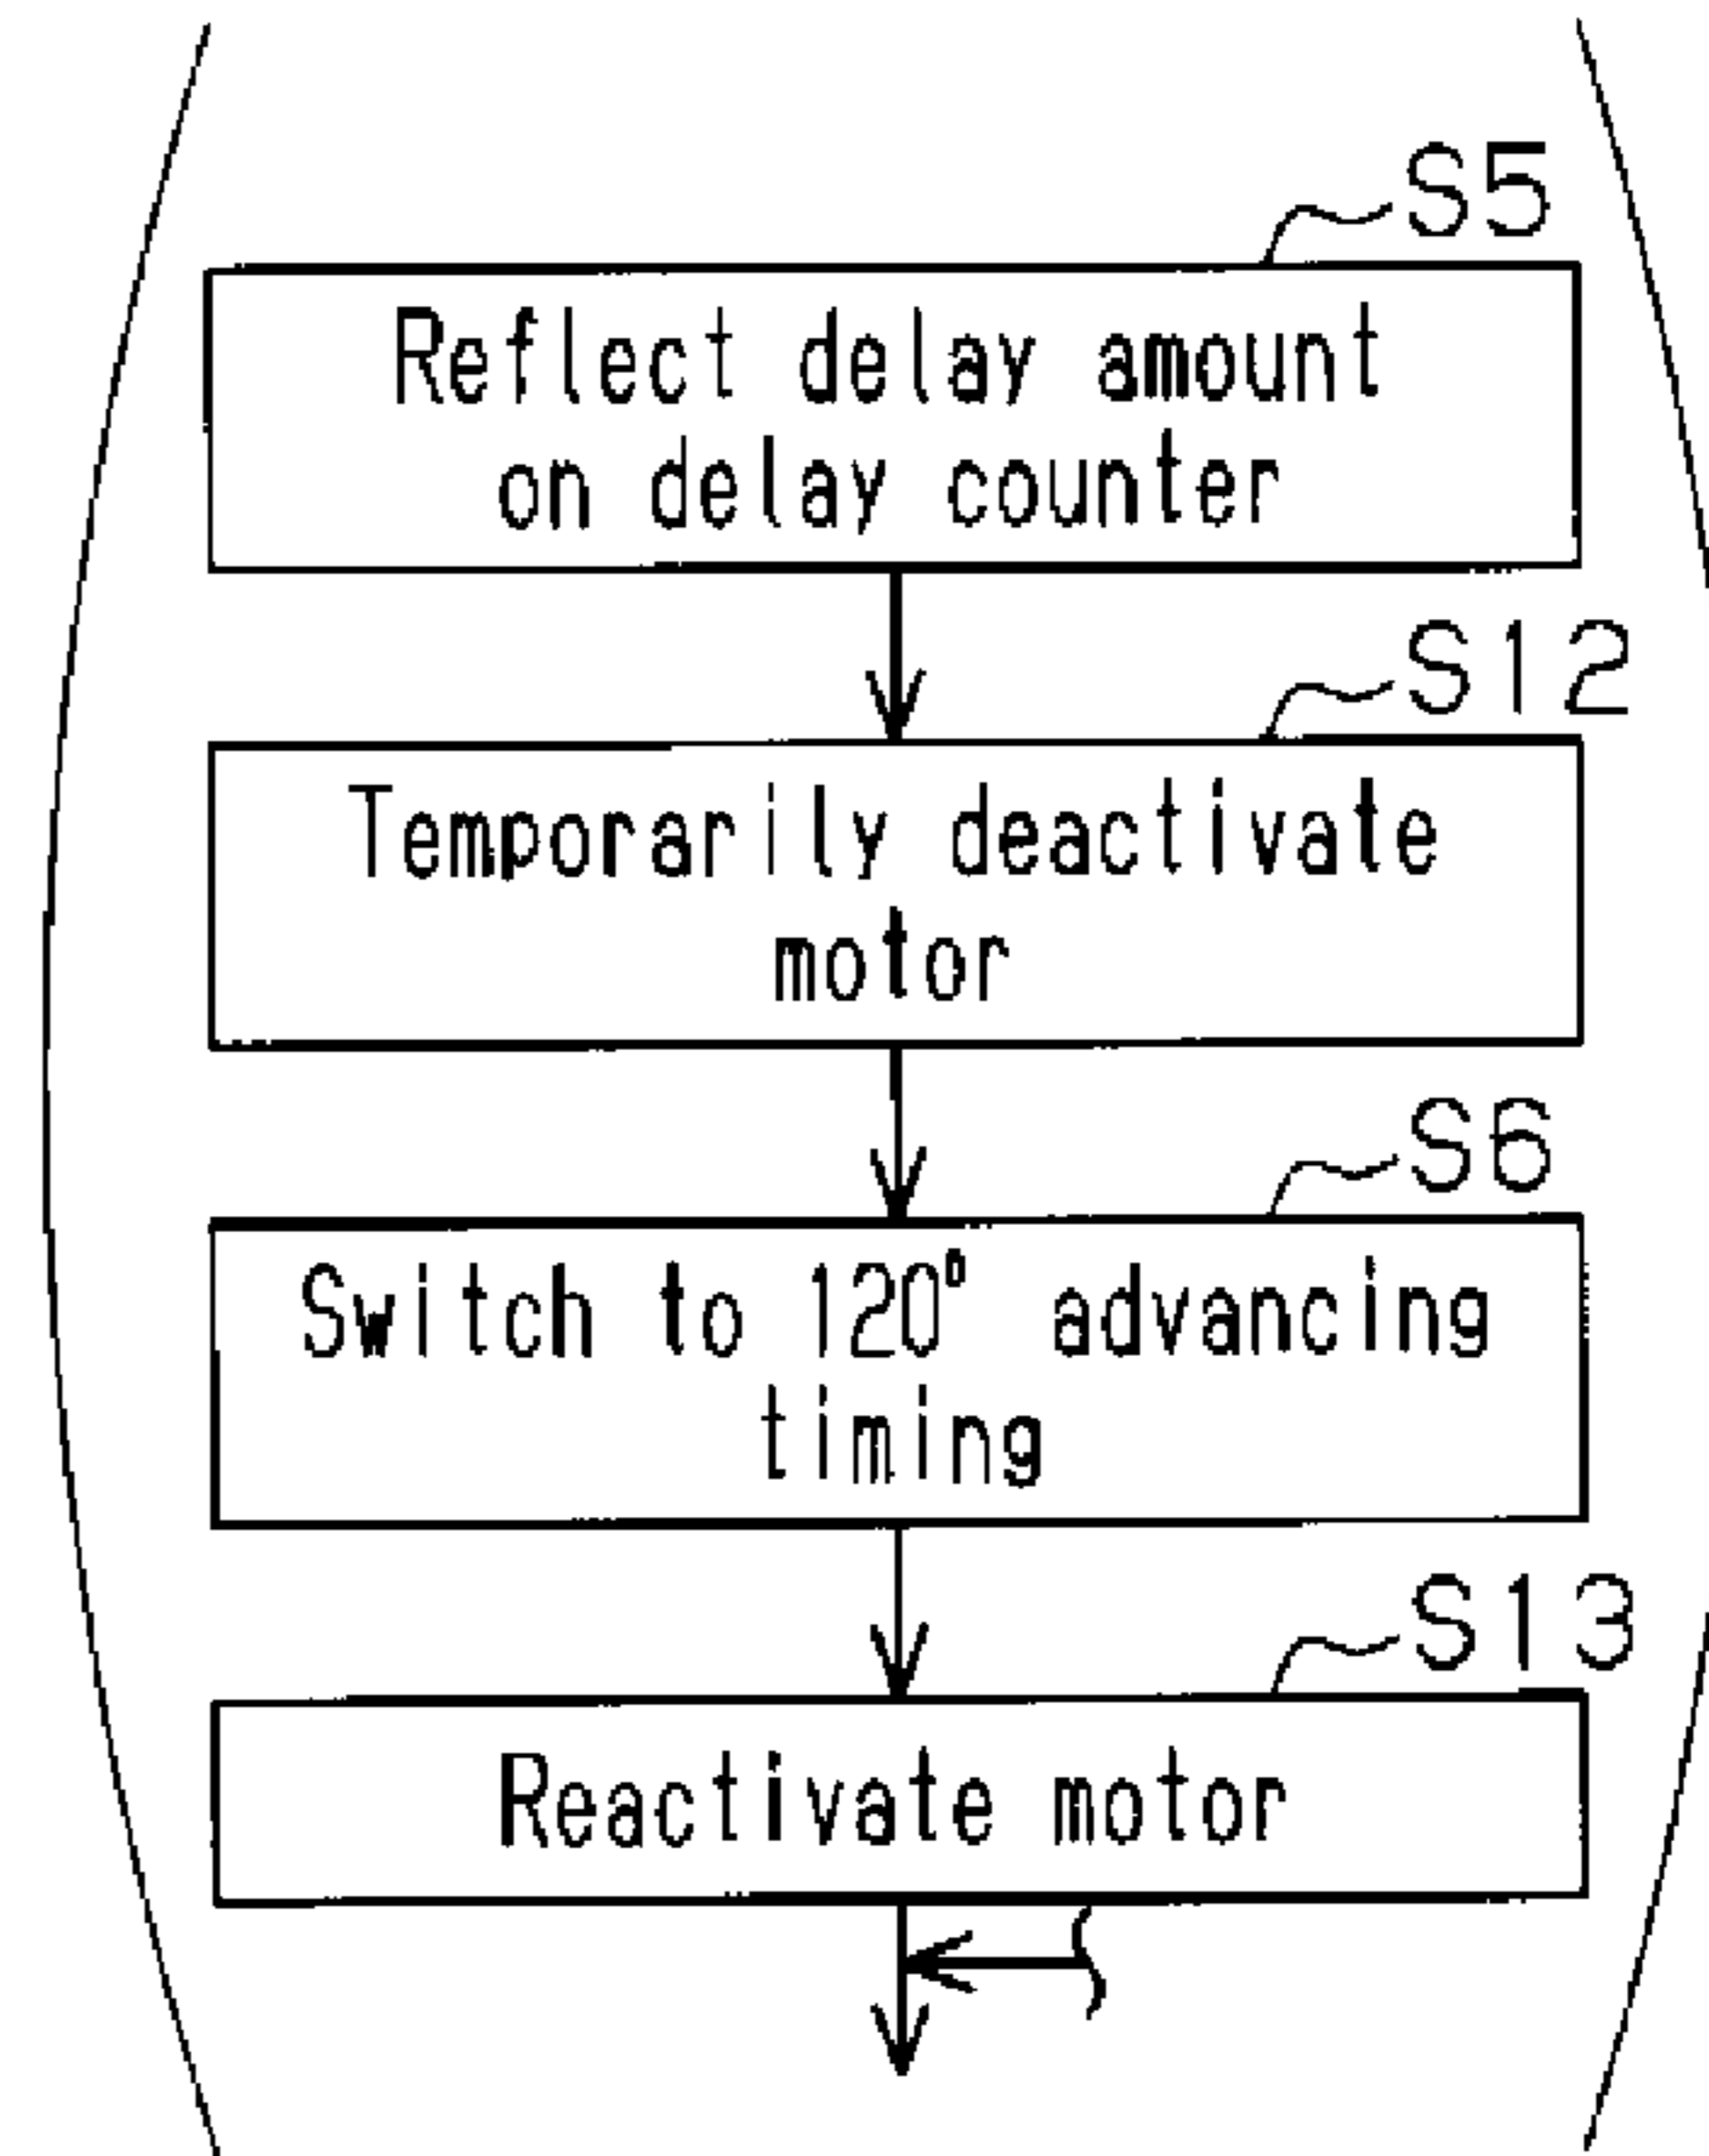 S5
Reflect delay amount
on delay counter
S12
Temporarily deactivate
motor
S6
Switch to 120° advancing
timing
S13
Reactivate motor